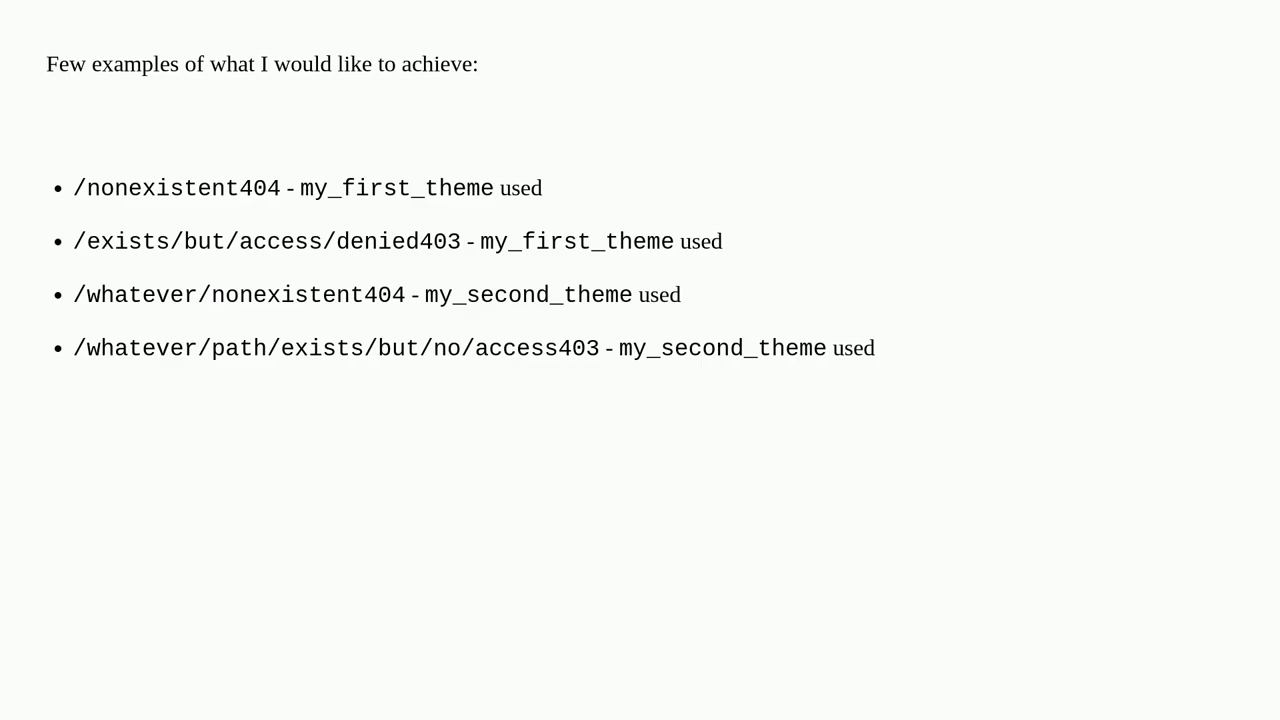 Few examples of what I would like to achieve:
• /nonexistent404 - my_first_theme used
• /exists/but/access/denied403 - my_first_theme used
• /whatever/nonexistent404 - my_second_theme used
• /whatever/path/exists/but/no/access403 - my_second_theme used